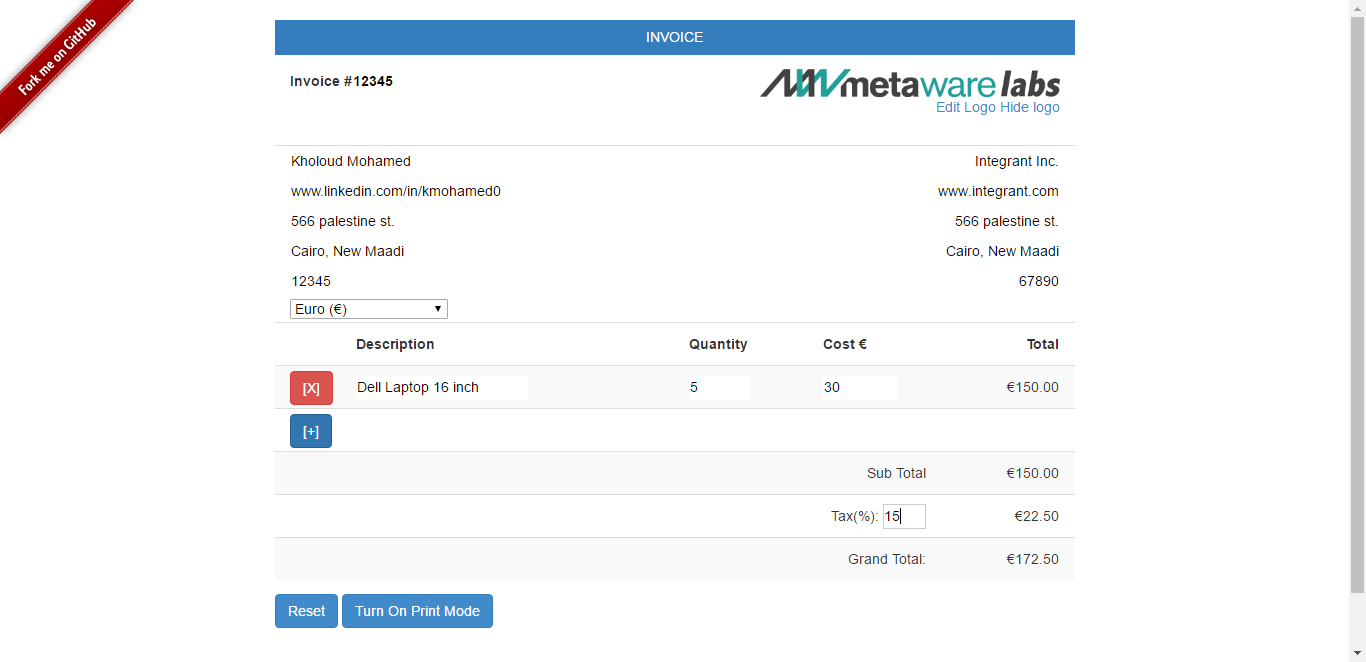 Fork me on GitHub
INVOICE
Invoice #12345
metaware labs
Edit Logo Hide logo
Kholoud Mohamed Integrant Inc.
www.linkedin.com/in/kmohamed0 www.integrant.com
566 palestine st. 566 palestine st.
Cairo, New Maadi Cairo, New Maadi
12345 67890
Euro (€)
Description Quantity Cost € Total
[X] Dell Laptop 16 inch 5 30 €150.00
[+]
Sub Total €150.00
Tax(%): 15 €22.50
Grand Total: €172.50
Reset Turn On Print Mode